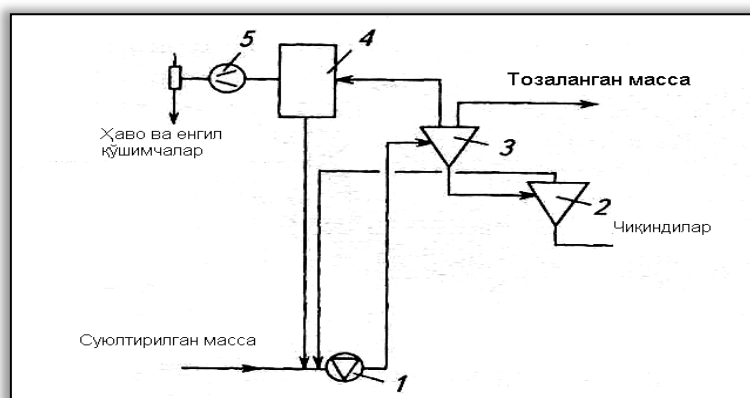 5
4
Тозаланган масса
Ҳаво ва енгил
қўшимчалар
3
2
Чиқиндилар
Суюлтирилган масса
1